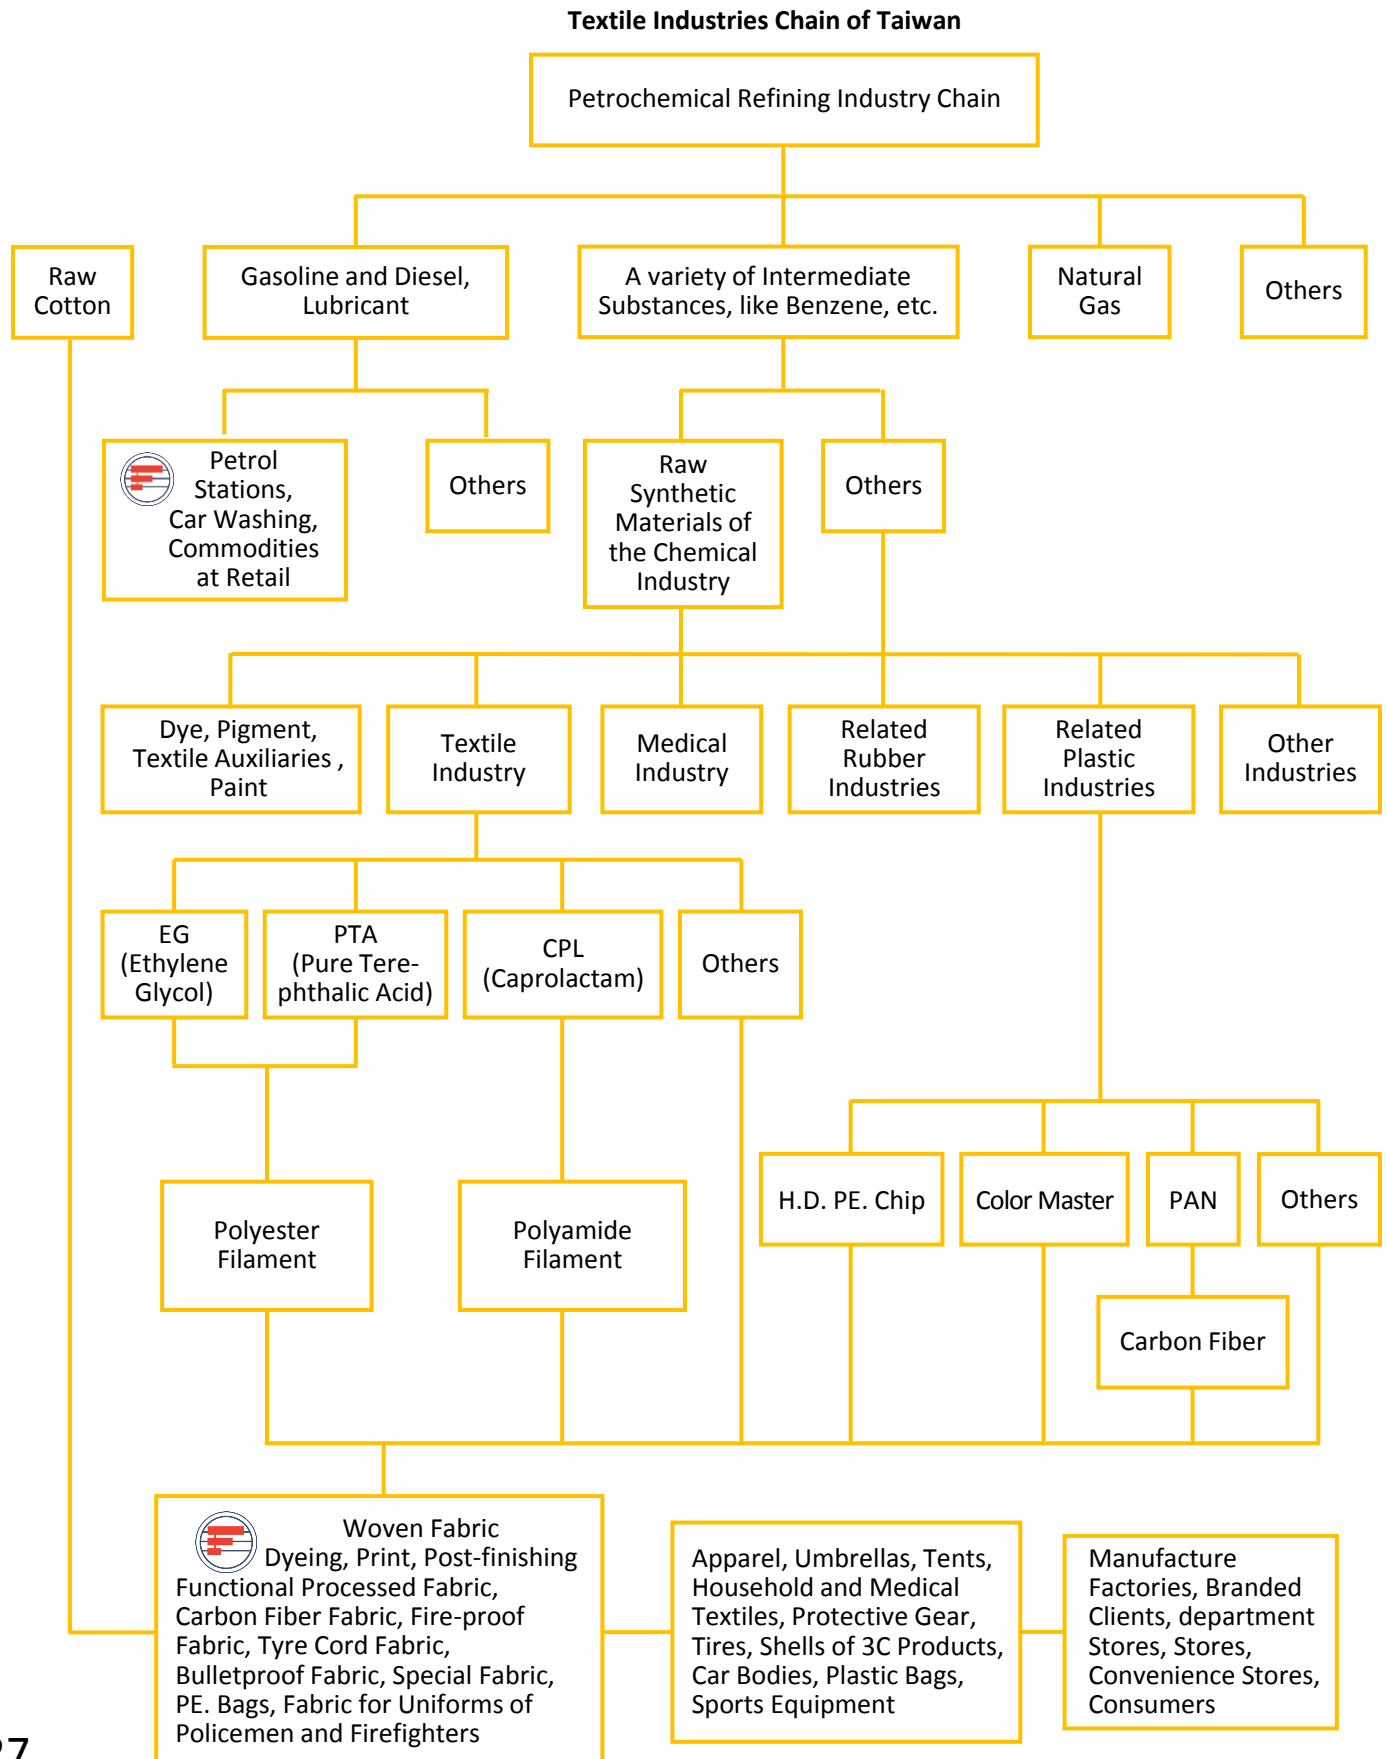 Textile Industries Chain of Taiwan
Petrochemical Refining Industry Chain
Raw
Cotton
Gasoline and Diesel,
Lubricant
A variety of Intermediate
Substances, like Benzene, etc.
Natural
Gas
Others
Petrol
Stations,
Car Washing,
Commodities
at Retail
Others
Raw
Synthetic
Materials of
the Chemical
Industry
Others
Dye, Pigment,
Textile Auxiliaries ,
Paint
Textile
Industry
Medical
Industry
Related
Rubber
Industries
Related
Plastic
Industries
Other
Industries
EG
(Ethylene
Glycol)
PTA
(Pure Tere-
phthalic Acid)
CPL
(Caprolactam)
Others
H.D. PE. Chip
Color Master
PAN
Others
Polyester
Filament
Polyamide
Filament
Carbon Fiber
Woven Fabric
Dyeing, Print, Post-finishing
Functional Processed Fabric,
Carbon Fiber Fabric, Fire-proof
Fabric, Tyre Cord Fabric,
Bulletproof Fabric, Special Fabric,
PE. Bags, Fabric for Uniforms of
Policemen and Firefighters
Apparel, Umbrellas, Tents,
Household and Medical
Textiles, Protective Gear,
Tires, Shells of 3C Products,
Car Bodies, Plastic Bags,
Sports Equipment
Manufacture
Factories, Branded
Clients, department
Stores, Stores,
Convenience Stores,
Consumers